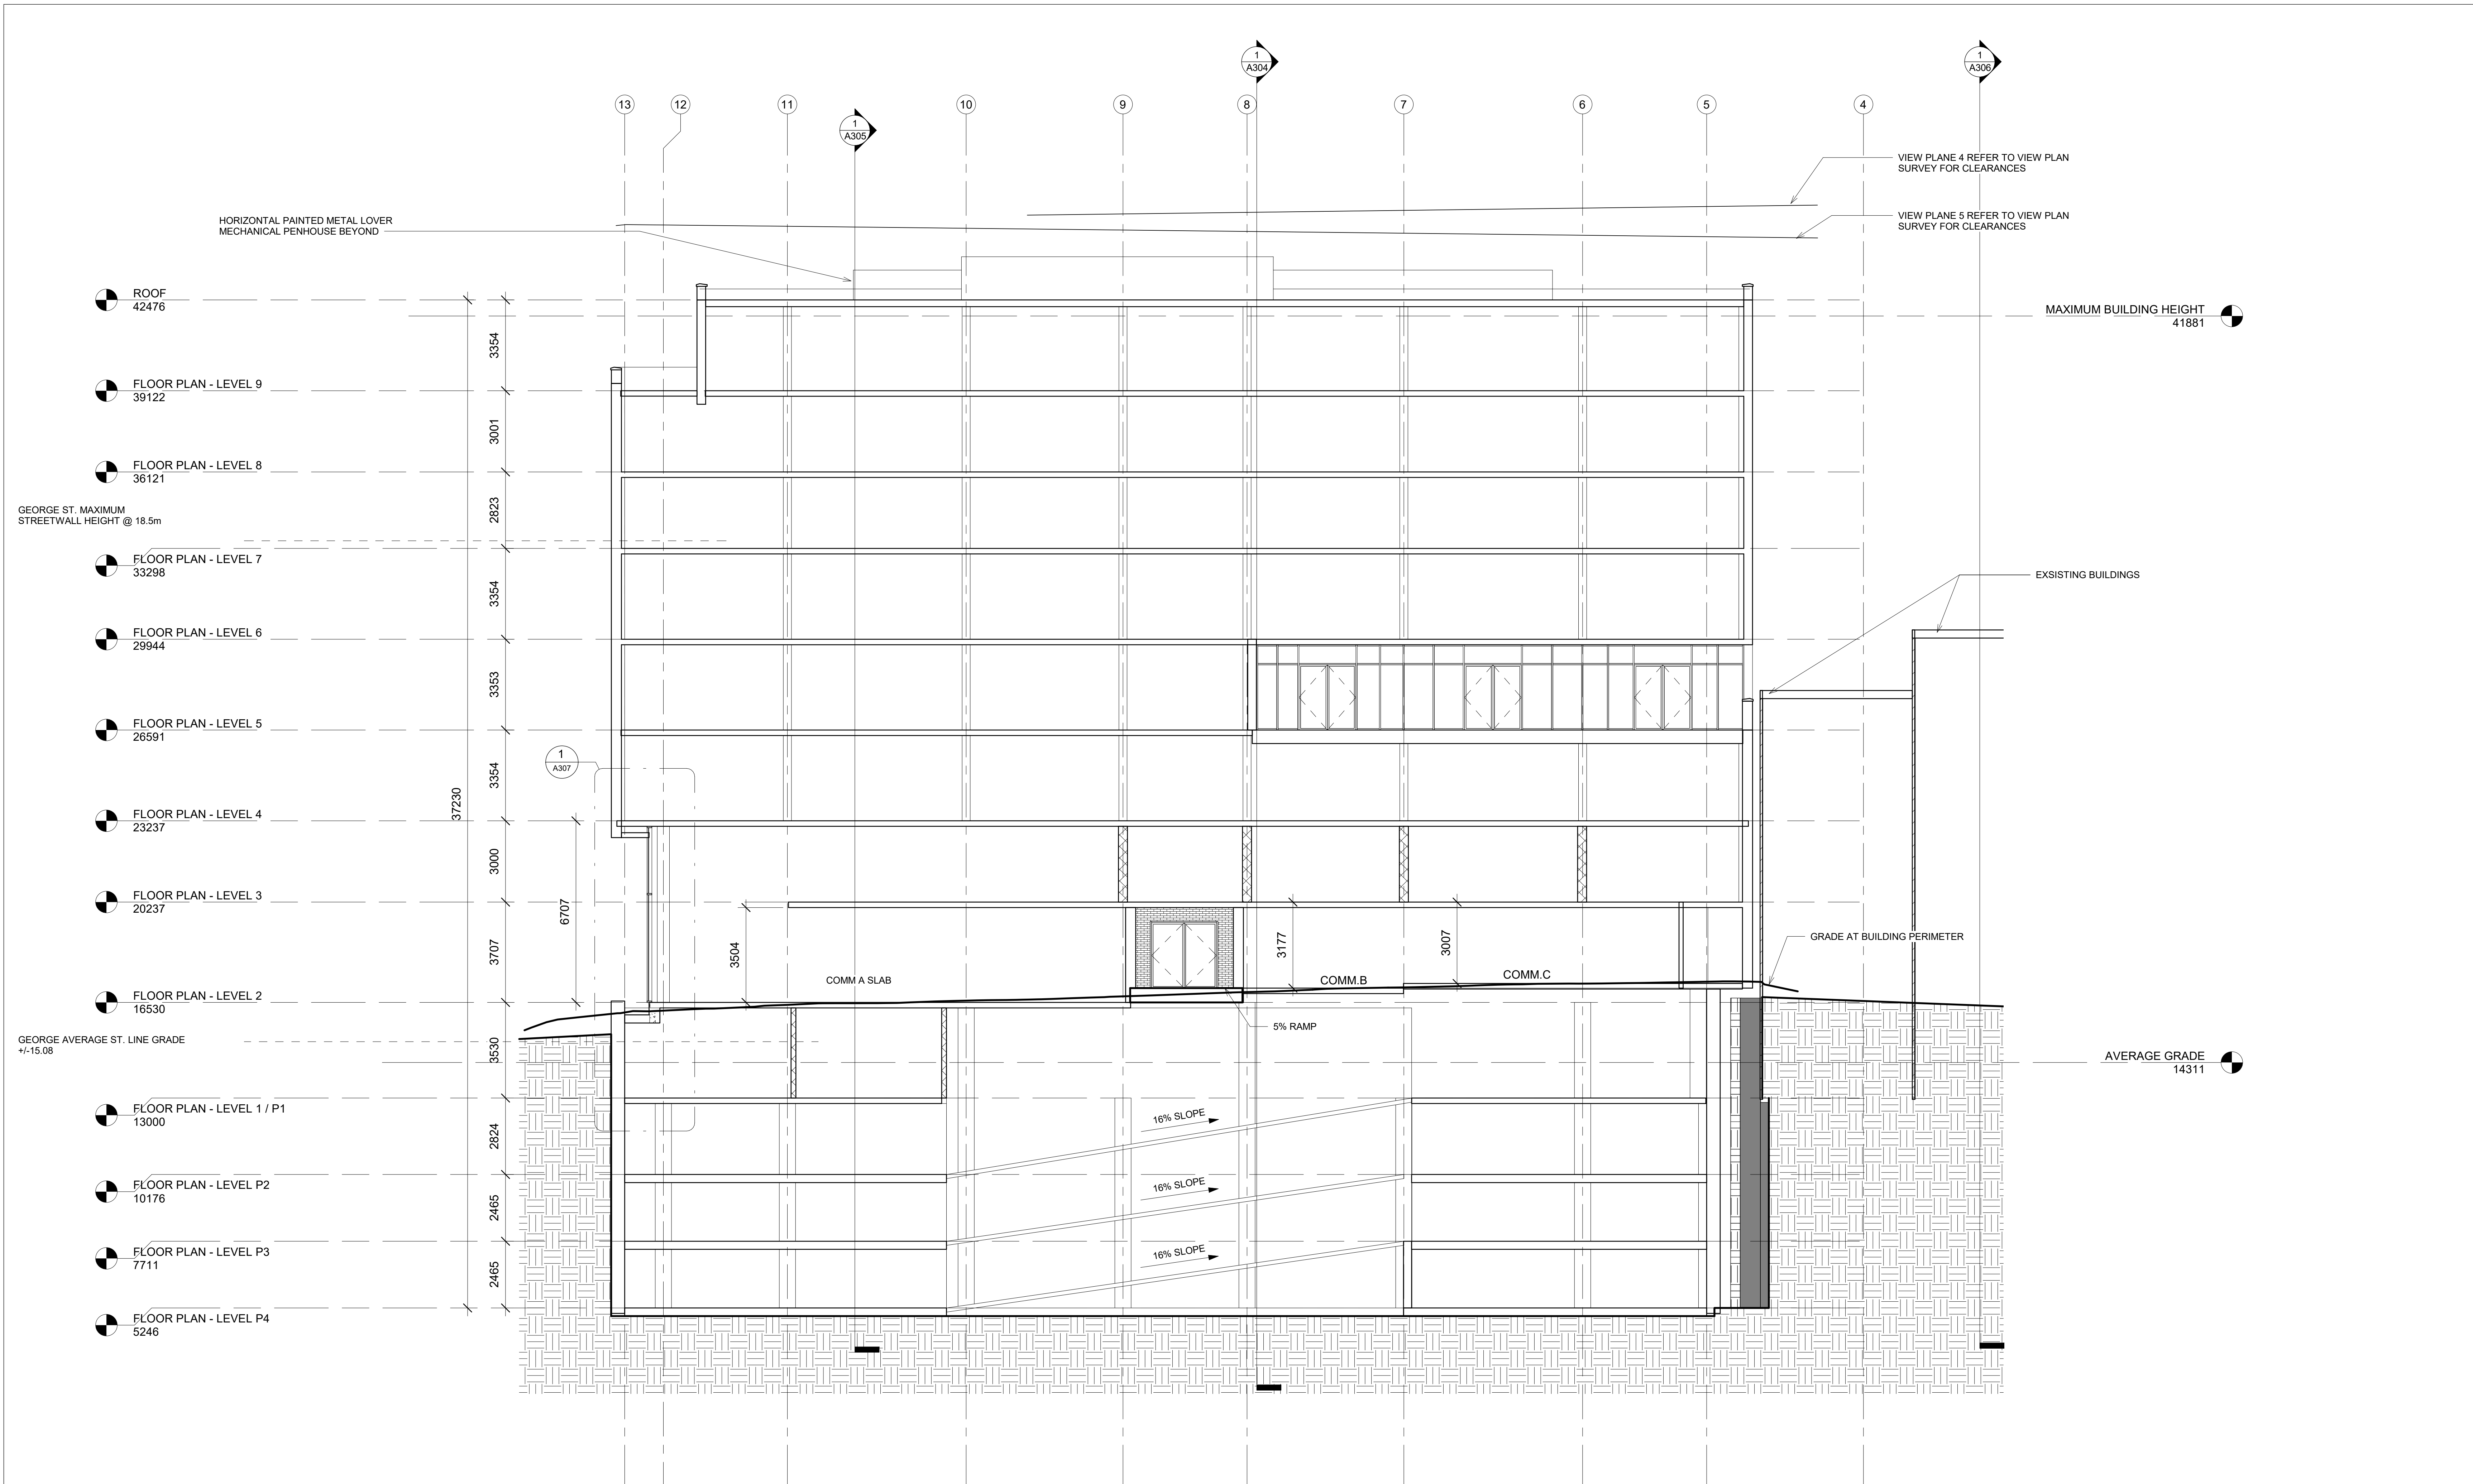 1
A304
1
A306
13
12
11
10
9
8
7
6
5
4
1
A305
VIEW PLANE 4 REFER TO VIEW PLAN
SURVEY FOR CLEARANCES
VIEW PLANE 5 REFER TO VIEW PLAN
SURVEY FOR CLEARANCES
HORIZONTAL PAINTED METAL LOVER
MECHANICAL PENHOUSE BEYOND
ROOF
42476
MAXIMUM BUILDING HEIGHT
41881
3354
FLOOR PLAN - LEVEL 9
39122
3001
FLOOR PLAN - LEVEL 8
36121
GEORGE ST. MAXIMUM
STREETWALL HEIGHT @ 18.5m
2823
FLOOR PLAN - LEVEL 7
33298
EXSISTING BUILDINGS
3354
FLOOR PLAN - LEVEL 6
29944
3353
FLOOR PLAN - LEVEL 5
26591
1
A307
3354
37230
FLOOR PLAN - LEVEL 4
23237
3000
FLOOR PLAN - LEVEL 3
20237
6707
3707
3504
3177
3007
GRADE AT BUILDING PERIMETER
COMM A SLAB
COMM.B
COMM.C
FLOOR PLAN - LEVEL 2
16530
5% RAMP
GEORGE AVERAGE ST. LINE GRADE
+/-15.08
3530
AVERAGE GRADE
14311
FLOOR PLAN - LEVEL 1 / P1
13000
16% SLOPE
2824
FLOOR PLAN - LEVEL P2
10176
16% SLOPE
2465
FLOOR PLAN - LEVEL P3
7711
16% SLOPE
2465
FLOOR PLAN - LEVEL P4
5246